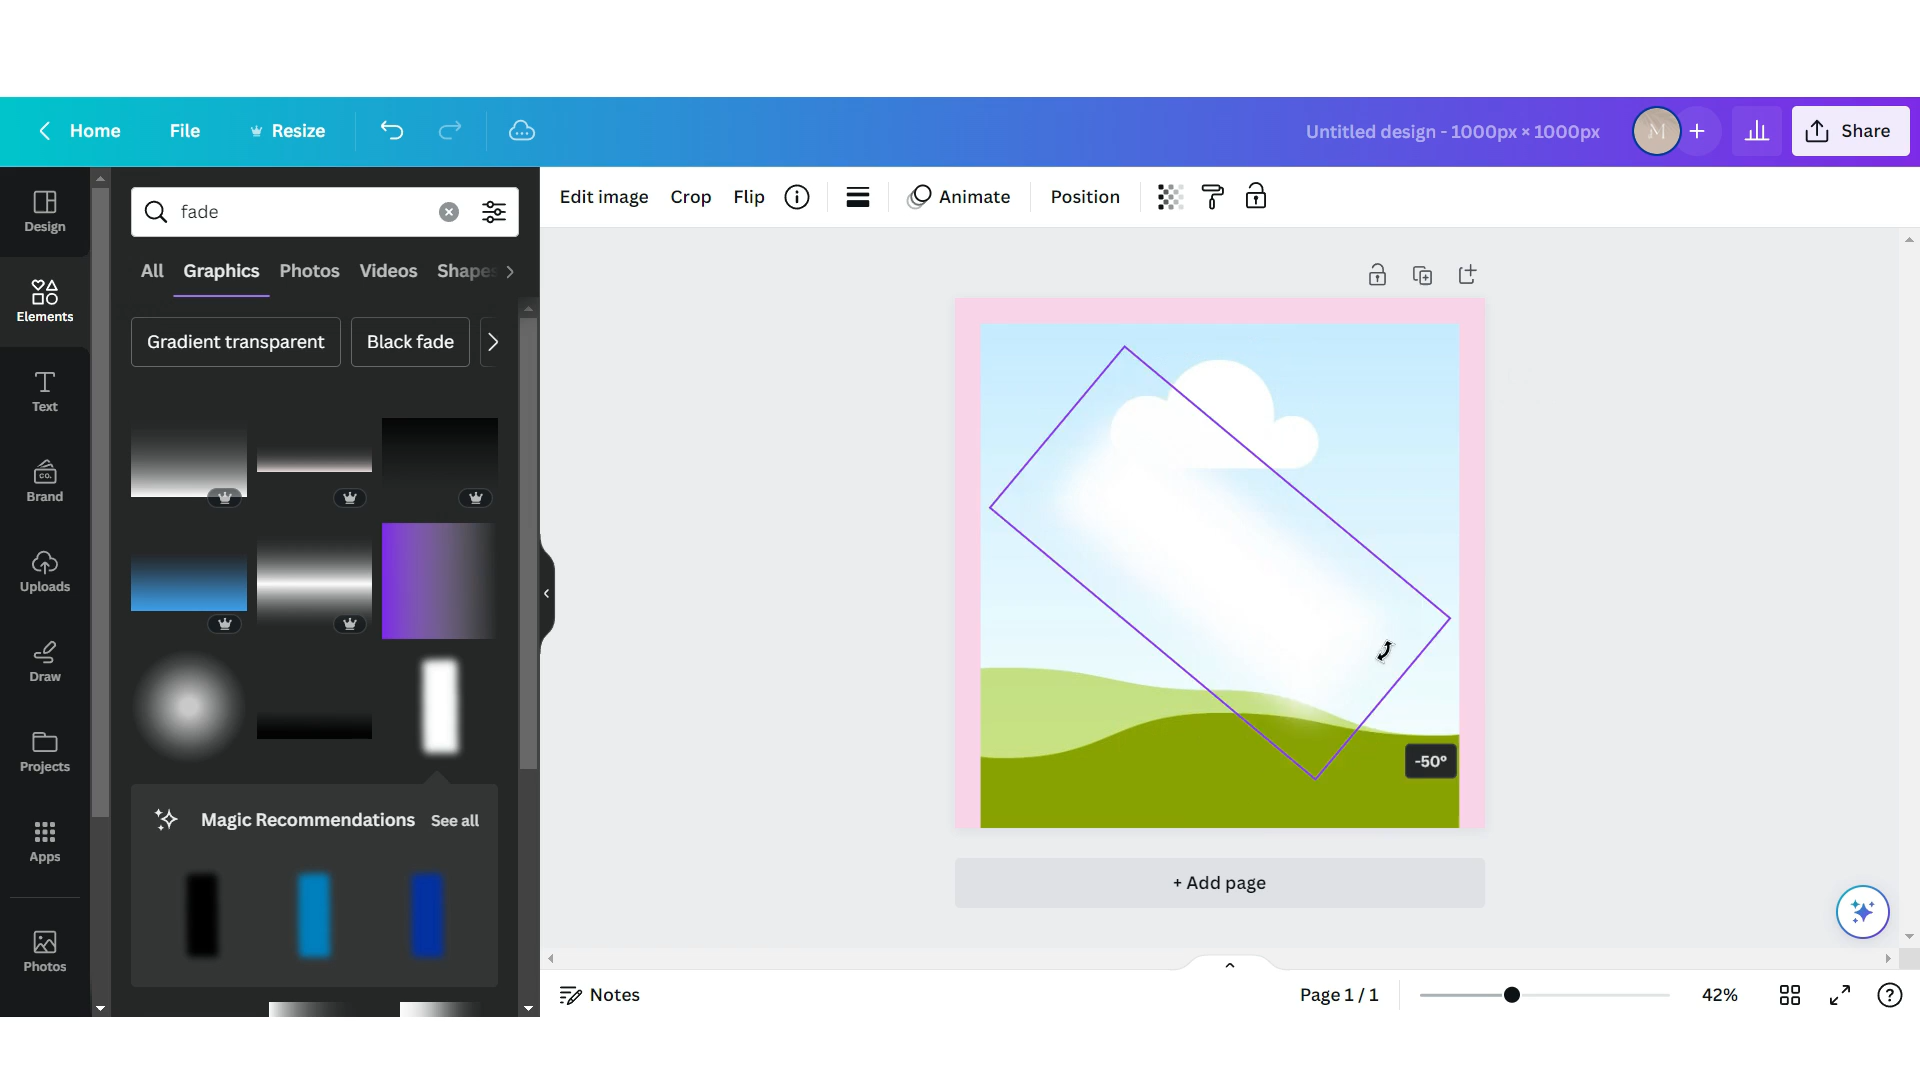 Home File Resize Untitled design - 1000px × 1000px M Share
Design
Elements
Text
Brand
Uploads
Draw
Projects
Apps
Photos
fade
All Graphics Photos Videos Shapes
Gradient transparent Black fade
Magic Recommendations See all
Edit image Crop Flip Animate Position
-50°
+ Add page
Notes Page 1 / 1 42%